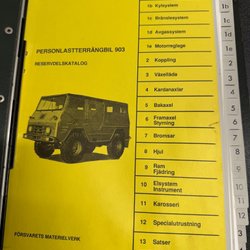 1b Kylsystem
1c Bränslesystem
1d Avgassystem
1e Motorreglage
PERSONLASTTERRÄNGBIL 903
RESERVDELSKATALOG
2 Koppling
3 Växellåda
4 Kardanaxlar
5 Bakaxel
6 Framaxel
Styrning
7 Bromsar
8 Hjul
9 Ram
Fjädring
10 Elsystem
Instrument
11 Karosseri
12 Specialutrustning
13 Satser
FÖRSVARETS MATERIELVERK
1b
1c
1d
1e
2
3
4
5
6
7
8
9
10
11
12
13